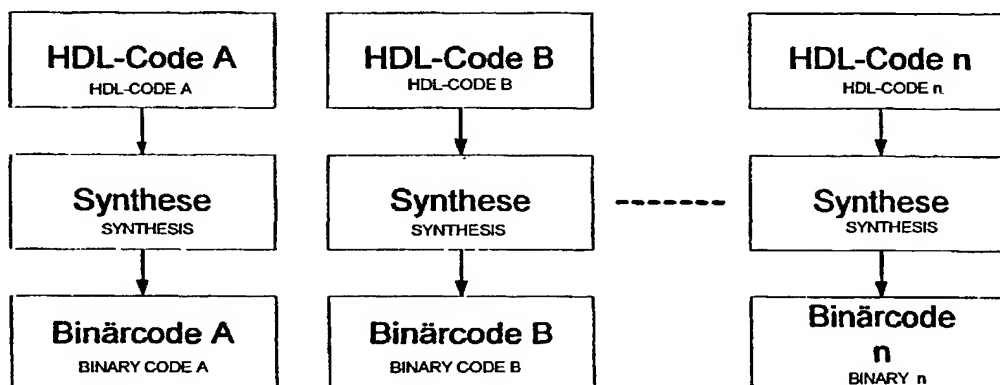 HDL-Code A
HDL-CODE A
HDL-Code B
HDL-CODE B
HDL-Code n
HDL-CODE n
Synthese
SYNTHESIS
Synthese
SYNTHESIS
Synthese
SYNTHESIS
Binärcode A
BINARY CODE A
Binärcode B
BINARY CODE B
Binärcode
n
BINARY n